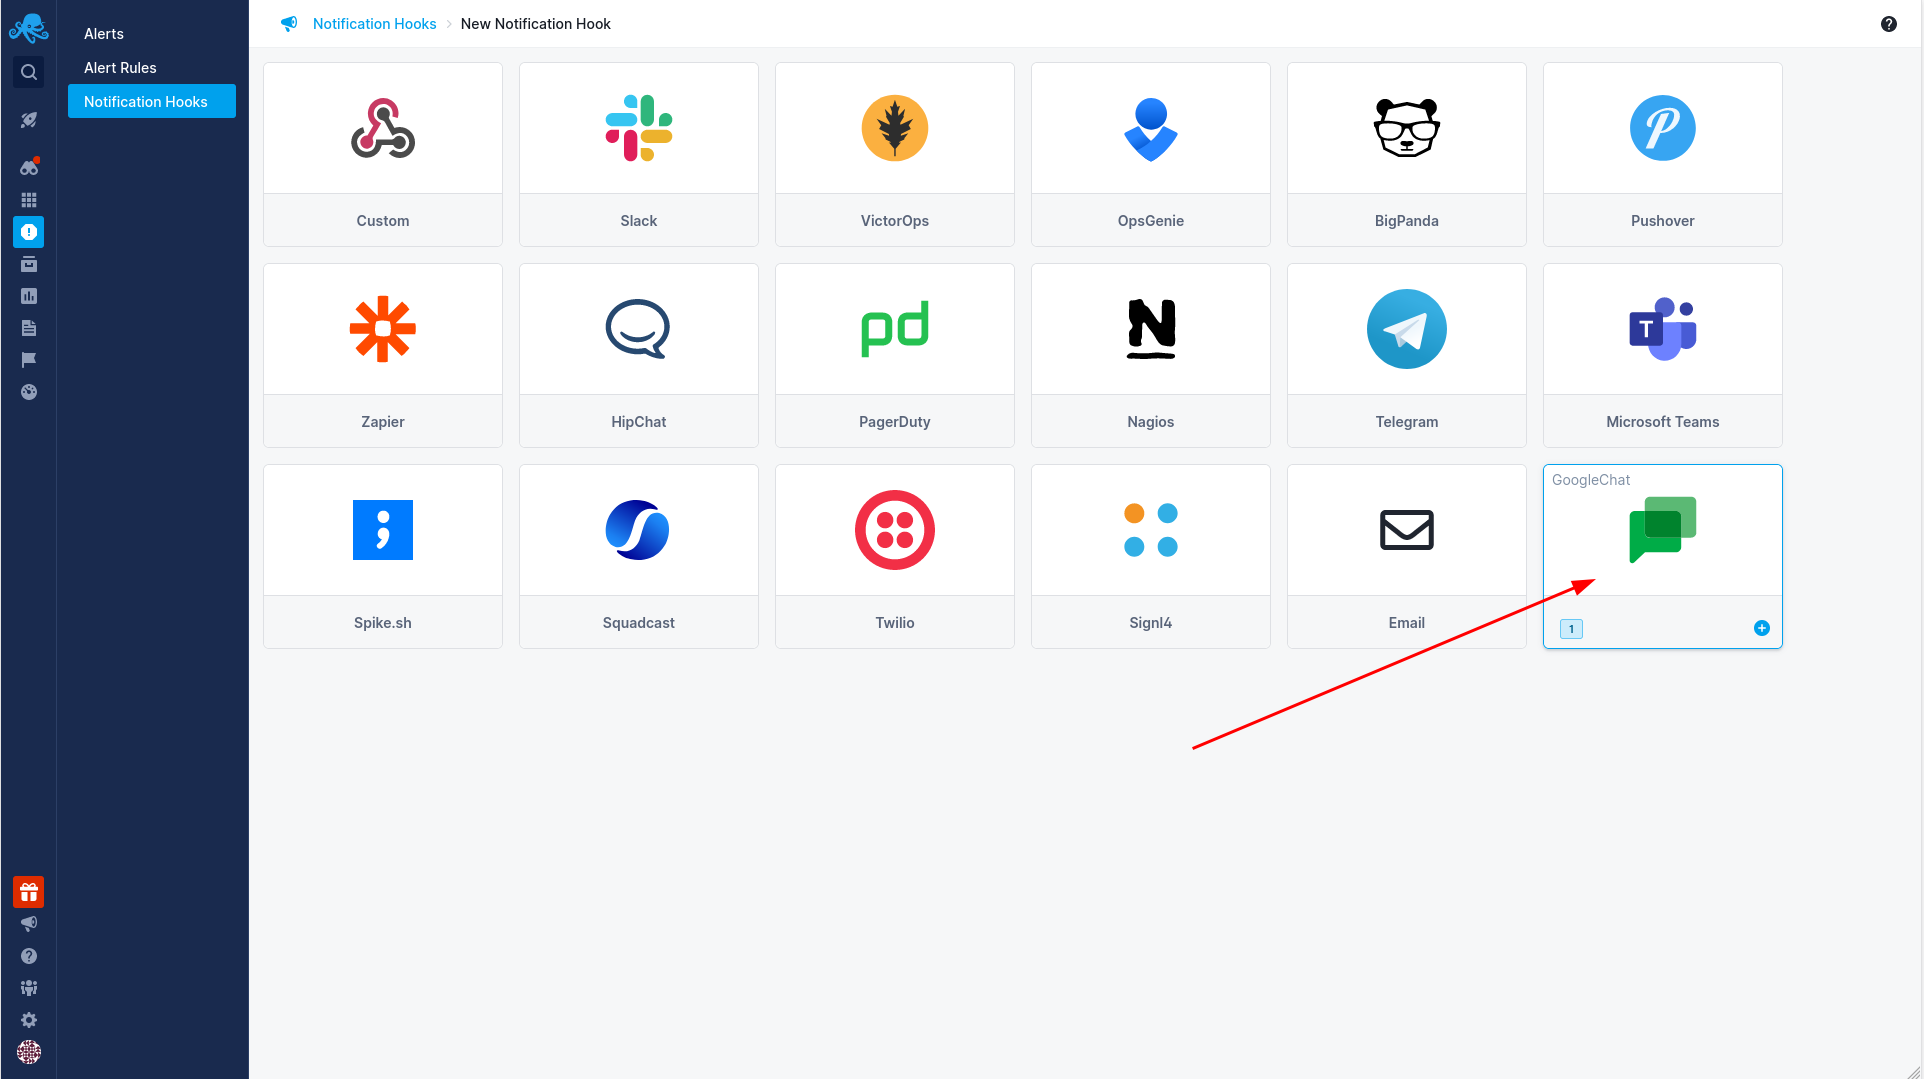 Alerts
Alert Rules
Notification Hooks
Notification Hooks > New Notification Hook
Custom
Slack
VictorOps
OpsGenie
BigPanda
Pushover
Zapier
HipChat
pd
PagerDuty
N
Nagios
Telegram
T
Microsoft Teams
Spike.sh
Squadcast
Twilio
Signl4
Email
GoogleChat
1